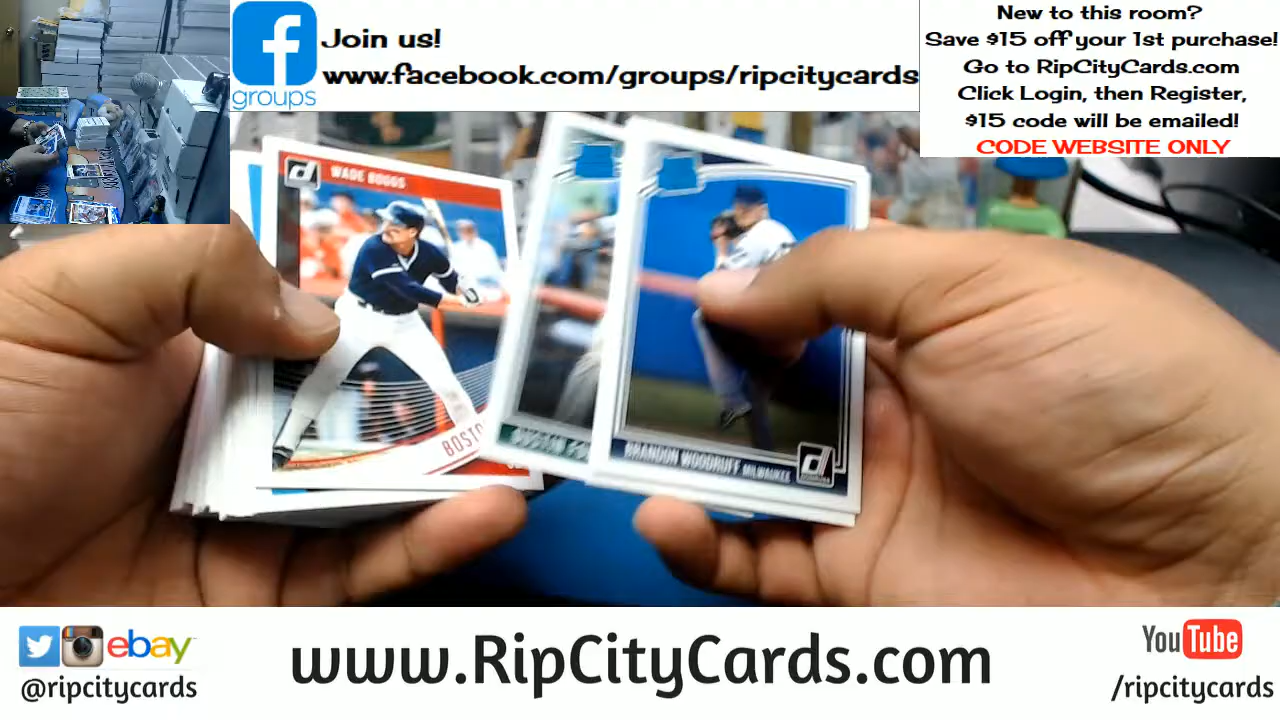 Join us!
www.facebook.com/groups/ripcitycards
groups
New to this room?
Save $15 off your 1st purchase!
Go to RipCityCards.com
Click Login, then Register,
$15 code will be emailed!
CODE WEBSITE ONLY
WADE BOGGS
BOSTO
BRANDON WOODRUFF MILWAUKEE
ebay
@ripcitycards
www.RipCityCards.com
YouTube
/ripcitycards